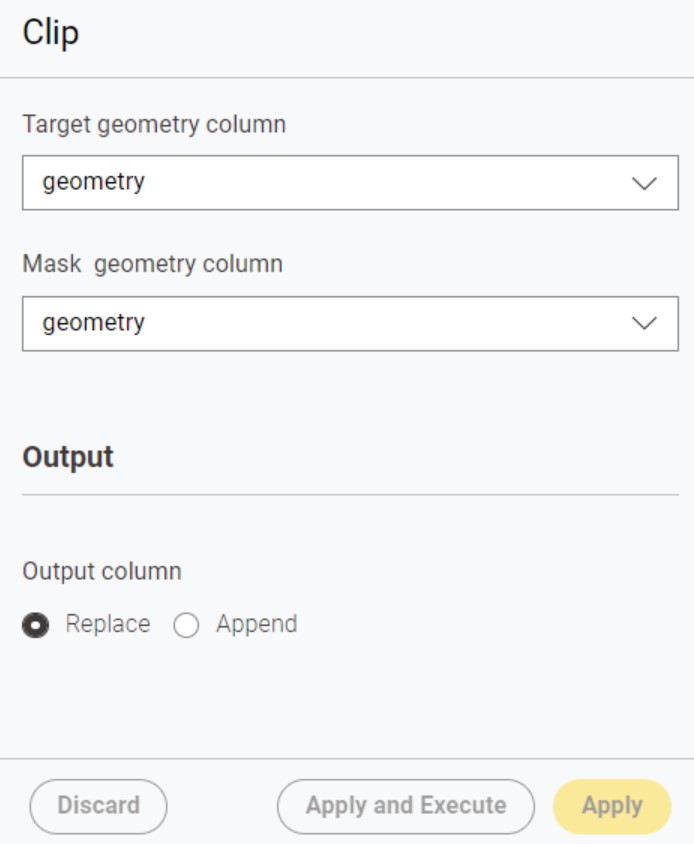 Clip
Target geometry column
geometry
Mask  geometry column
geometry
Output
Output column
Replace Append
Discard Apply and Execute Apply